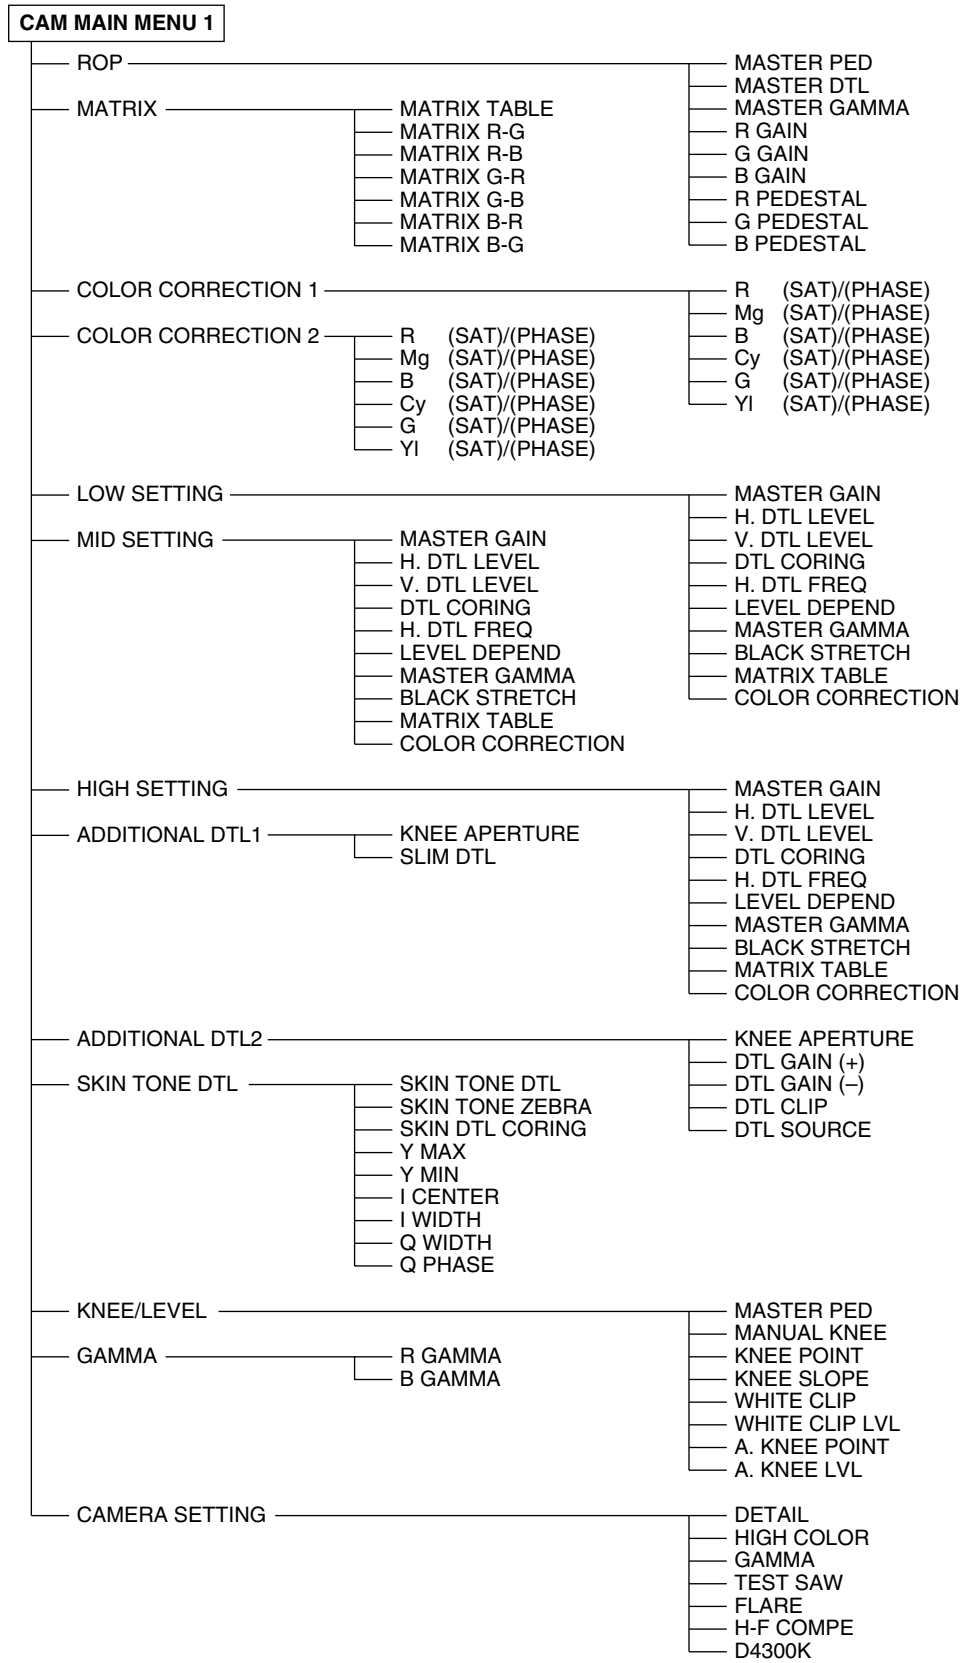 CAM MAIN MENU 1
ROP
MASTER PED
MASTER DTL
MASTER GAMMA
R GAIN
G GAIN
B GAIN
R PEDESTAL
G PEDESTAL
B PEDESTAL
MATRIX
MATRIX TABLE
MATRIX R-G
MATRIX R-B
MATRIX G-R
MATRIX G-B
MATRIX B-R
MATRIX B-G
COLOR CORRECTION 1
R (SAT)/(PHASE)
Mg (SAT)/(PHASE)
B (SAT)/(PHASE)
Cy (SAT)/(PHASE)
G (SAT)/(PHASE)
Yl (SAT)/(PHASE)
COLOR CORRECTION 2
R (SAT)/(PHASE)
Mg (SAT)/(PHASE)
B (SAT)/(PHASE)
Cy (SAT)/(PHASE)
G (SAT)/(PHASE)
Yl (SAT)/(PHASE)
LOW SETTING
MASTER GAIN
H. DTL LEVEL
V. DTL LEVEL
DTL CORING
H. DTL FREQ
LEVEL DEPEND
MASTER GAMMA
BLACK STRETCH
MATRIX TABLE
COLOR CORRECTION
MID SETTING
MASTER GAIN
H. DTL LEVEL
V. DTL LEVEL
DTL CORING
H. DTL FREQ
LEVEL DEPEND
MASTER GAMMA
BLACK STRETCH
MATRIX TABLE
COLOR CORRECTION
HIGH SETTING
MASTER GAIN
H. DTL LEVEL
V. DTL LEVEL
DTL CORING
H. DTL FREQ
LEVEL DEPEND
MASTER GAMMA
BLACK STRETCH
MATRIX TABLE
COLOR CORRECTION
ADDITIONAL DTL1
KNEE APERTURE
SLIM DTL
ADDITIONAL DTL2
KNEE APERTURE
DTL GAIN (+)
DTL GAIN (–)
DTL CLIP
DTL SOURCE
SKIN TONE DTL
SKIN TONE DTL
SKIN TONE ZEBRA
SKIN DTL CORING
Y MAX
Y MIN
I CENTER
I WIDTH
Q WIDTH
Q PHASE
KNEE/LEVEL
MASTER PED
MANUAL KNEE
KNEE POINT
KNEE SLOPE
WHITE CLIP
WHITE CLIP LVL
A. KNEE POINT
A. KNEE LVL
GAMMA
R GAMMA
B GAMMA
CAMERA SETTING
DETAIL
HIGH COLOR
GAMMA
TEST SAW
FLARE
H-F COMPE
D4300K